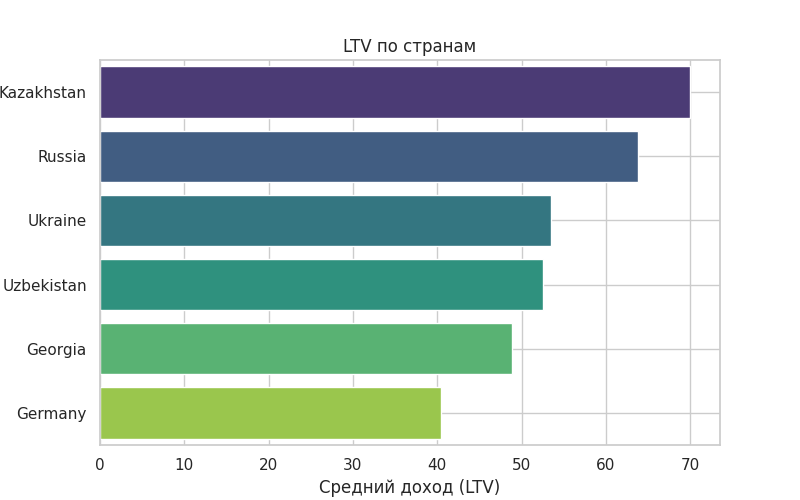 LTV по странам
Kazakhstan
Russia
Ukraine
Uzbekistan
Georgia
Germany
0 10 20 30 40 50 60 70
Средний доход (LTV)